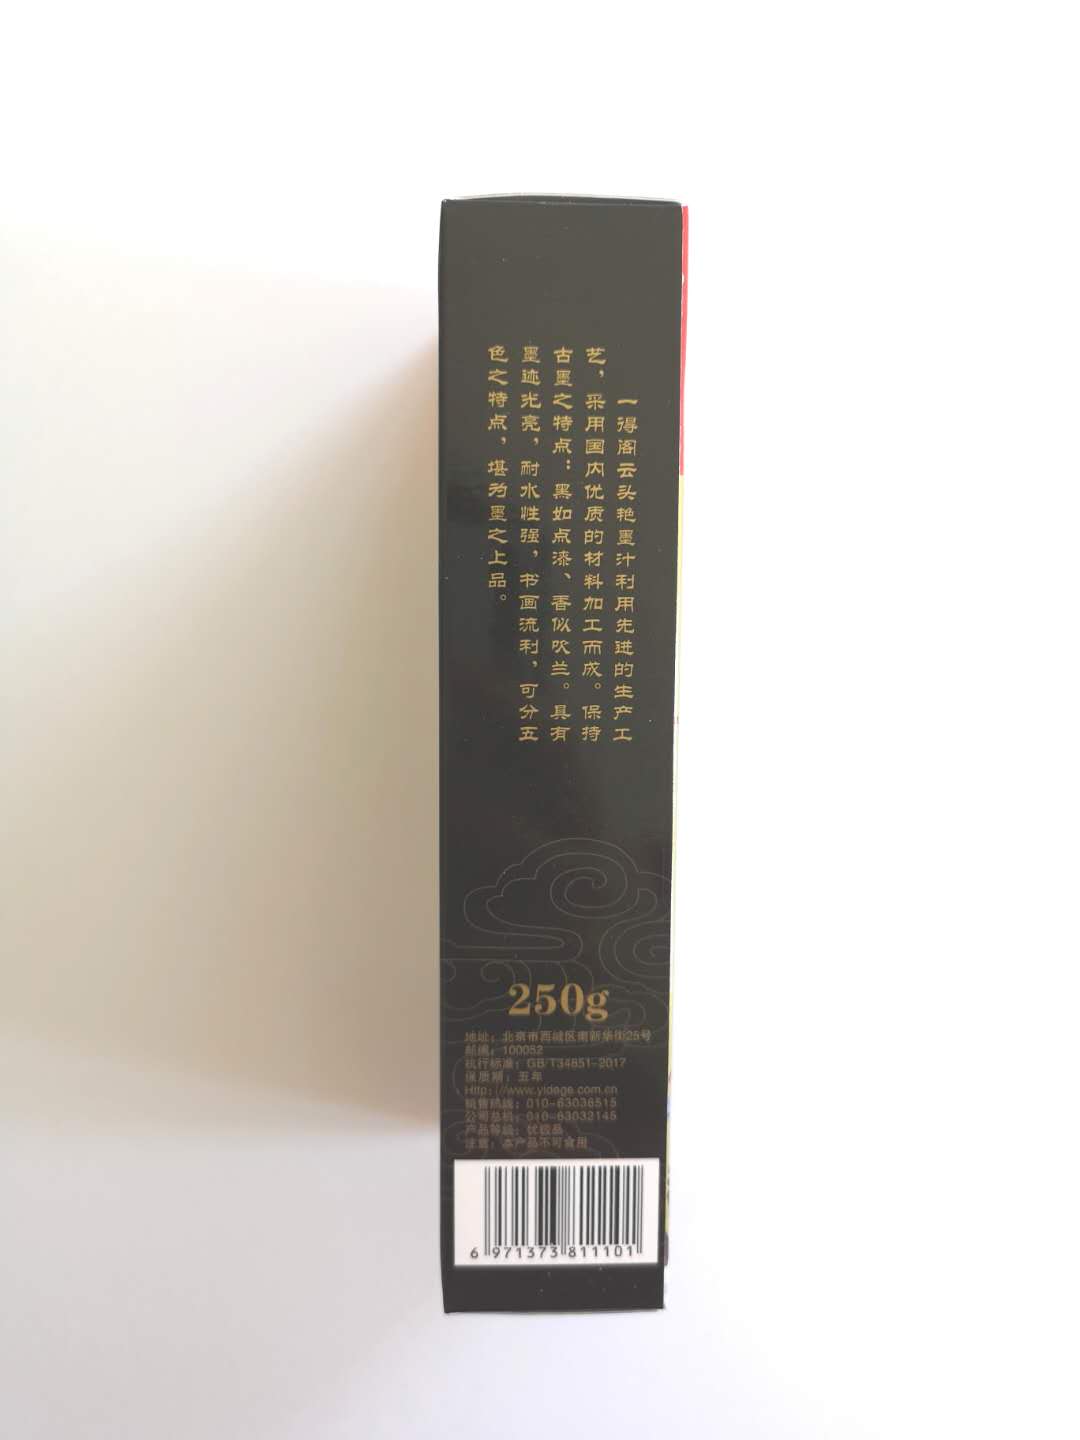 一得阁云头艳墨汁利用先进的生产工
艺，采用国内优质的材料加工而成。保持
古墨之特点：黑如点漆、香似吹兰。具有
墨迹光亮，耐水性强，书画流利，可分五
色之特点，堪为墨之上品。
250g
地址：北京市西城区南新华街25号
邮编：100052
执行标准：GB/T34851-2017
保质期：五年
Http://www.yidege.com.cn
销售热线：010-63036515
公司总机：010-63032145
产品等级：优级品
注意：本产品不可食用
6 971373 811101